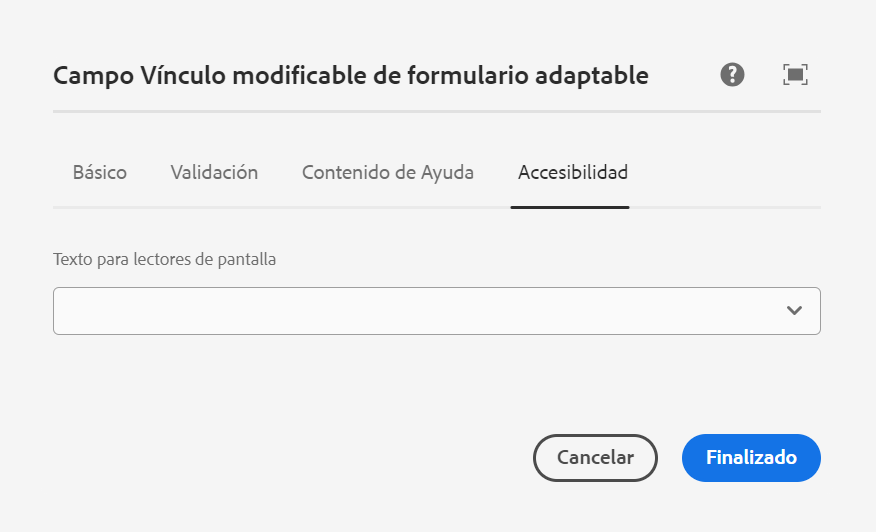 Campo Vínculo modificable de formulario adaptable
Básico Validación Contenido de Ayuda Accesibilidad
Texto para lectores de pantalla
Cancelar Finalizado